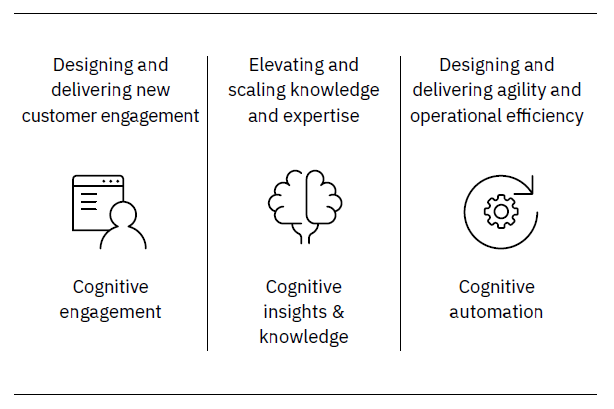 Designing and
delivering new
customer engagement
Cognitive
engagement
Elevating and
scaling knowledge
and expertise
Cognitive
insights &
knowledge
Designing and
delivering agility and
operational efficiency
Cognitive
automation